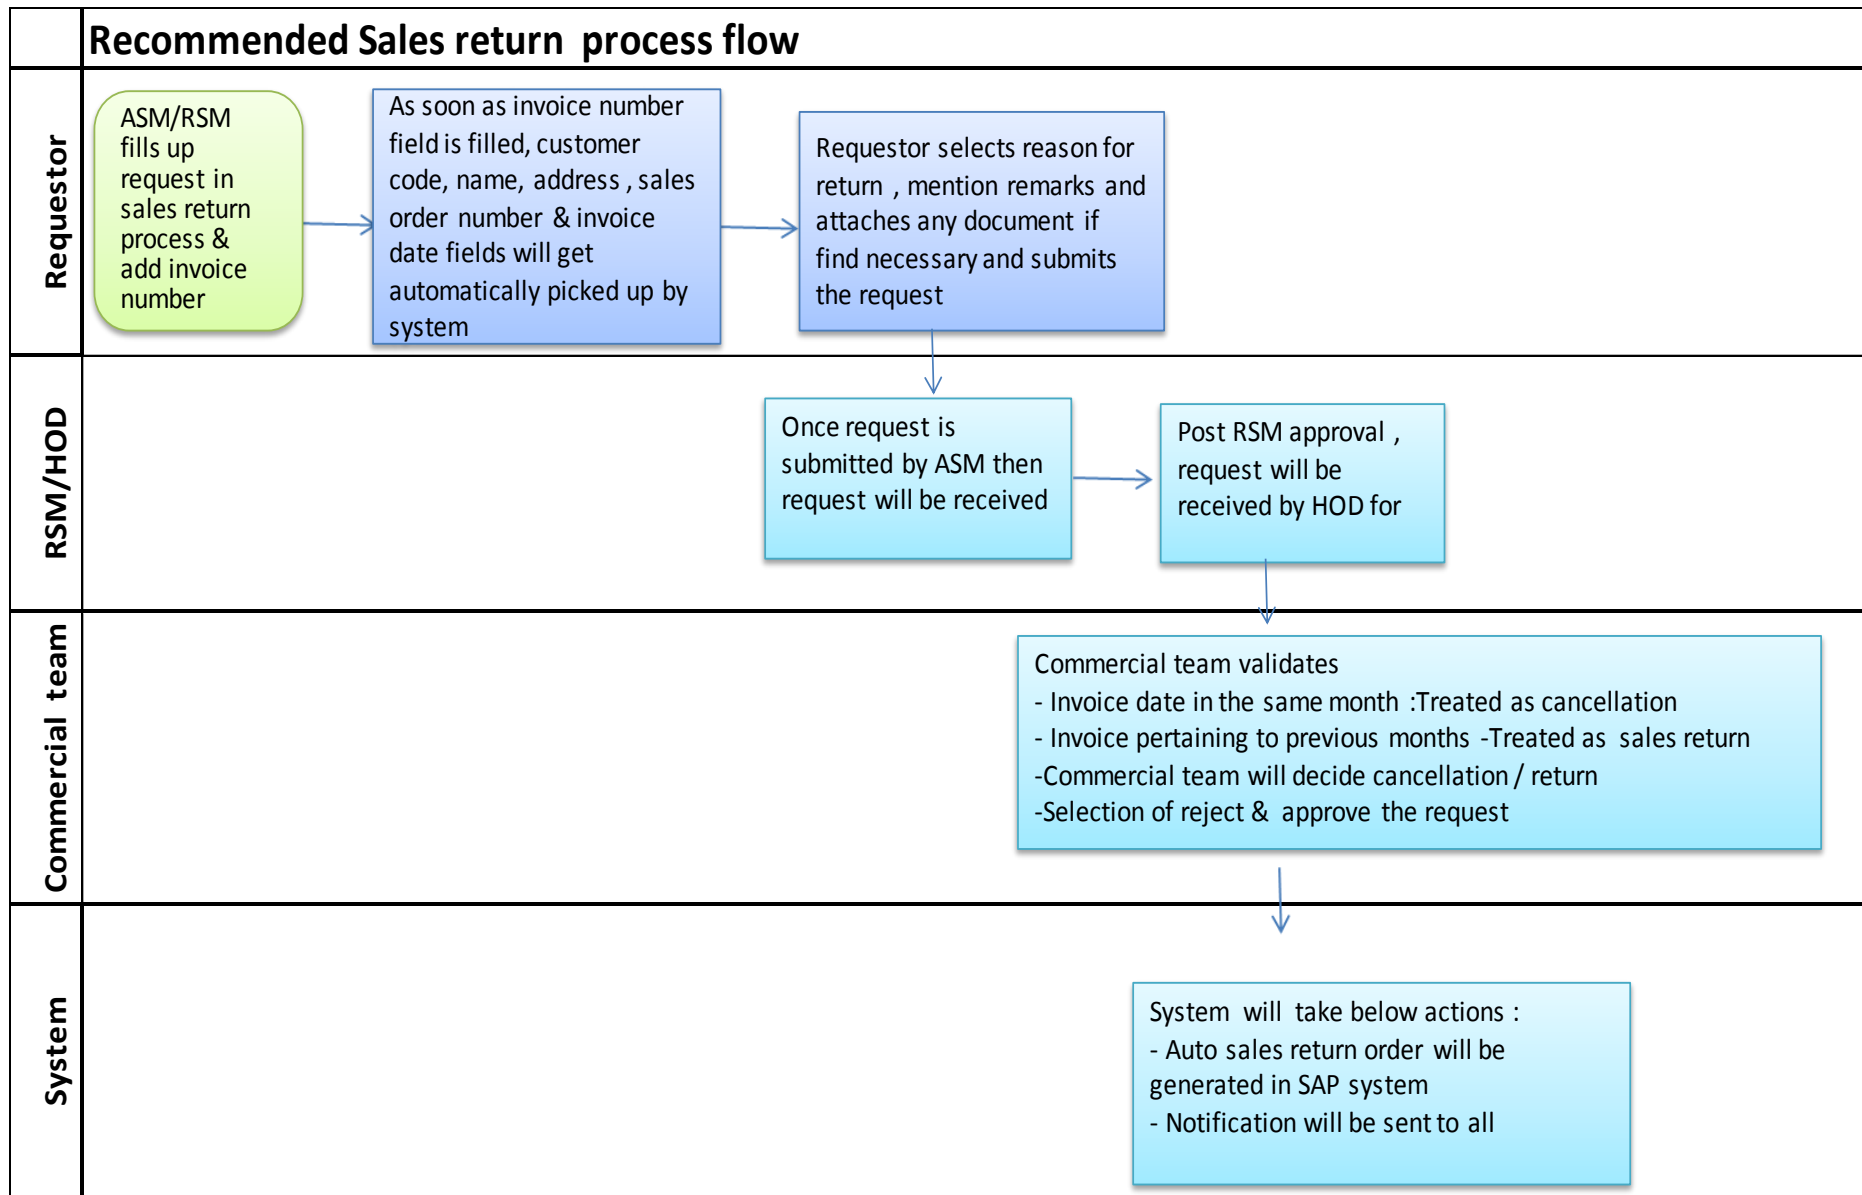 Recommended Sales return process flow
Requestor
ASM/RSM
fills up
request in
sales return
process &
add invoice
number
As soon as invoice number
field is filled, customer
code, name, address , sales
order number & invoice
date fields will get
automatically picked up by
system
Requestor selects reason for
return , mention remarks and
attaches any document if
find necessary and submits
the request
RSM/HOD
Once request is
submitted by ASM then
request will be received
Post RSM approval ,
request will be
received by HOD for
Commercial team
Commercial team validates
- Invoice date in the same month :Treated as cancellation
- Invoice pertaining to previous months -Treated as sales return
-Commercial team will decide cancellation / return
-Selection of reject & approve the request
System
System will take below actions :
- Auto sales return order will be
generated in SAP system
- Notification will be sent to all